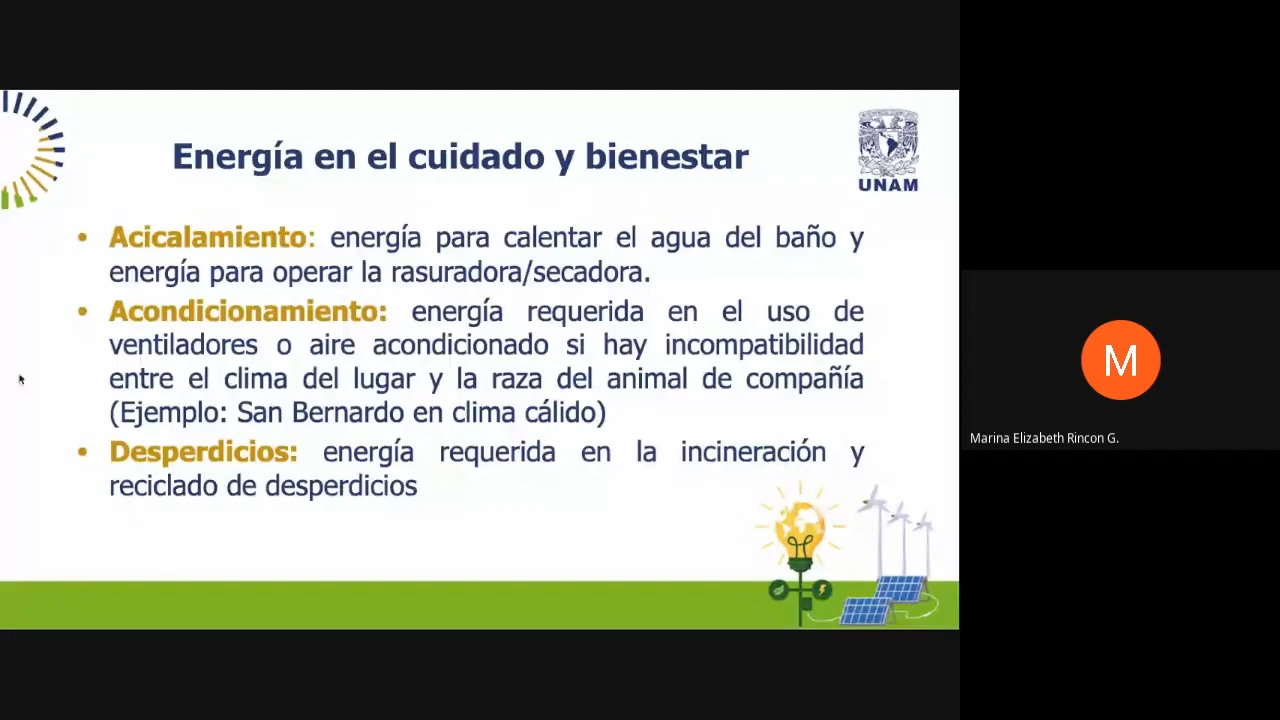 Energía en el cuidado y bienestar
UNAM
• Acicalamiento: energía para calentar el agua del baño y
energía para operar la rasuradora/secadora.
• Acondicionamiento: energía requerida en el uso de
ventiladores o aire acondicionado si hay incompatibilidad
entre el clima del lugar y la raza del animal de compañía
(Ejemplo: San Bernardo en clima cálido)
• Desperdicios: energía requerida en la incineración y
reciclado de desperdicios
M
Marina Elizabeth Rincon G.